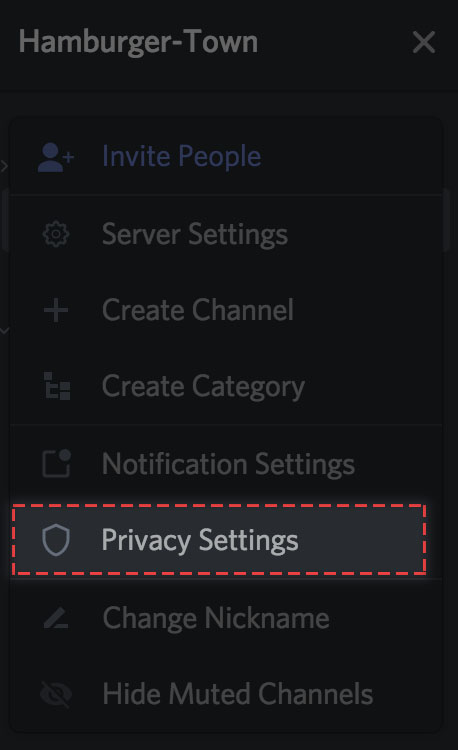 Hamburger-Town
Invite People
Server Settings
Create Channel
Create Category
Notification Settings
Privacy Settings
Change Nickname
Hide Muted Channels